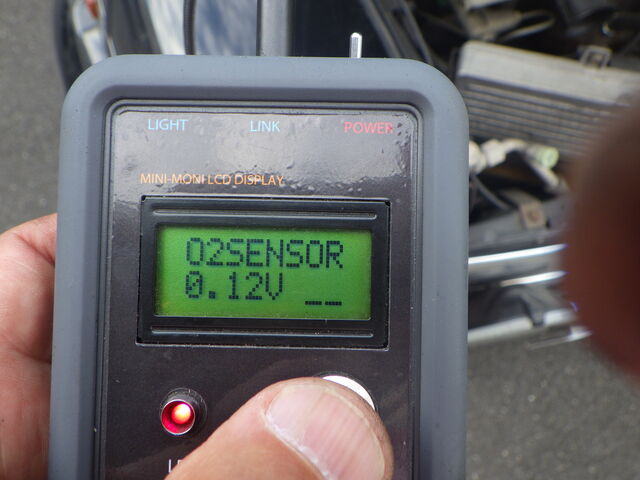 LIGHT LINK POWER
MINI-MONI LCD DISPLAY
O2SENSOR
0.12V __